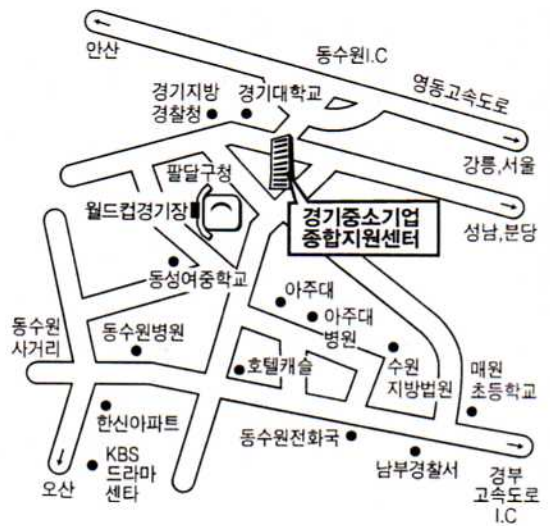 안산
동수원I.C
영동고속도로
경기지방
경찰청
경기대학교
강릉,서울
팔달구청
월드컵경기장
경기중소기업
종합지원센터
성남,분당
동성여중학교
아주대
아주대
병원
동수원
사거리
동수원병원
호텔캐슬
수원
지방법원
매원
초등학교
한신아파트
동수원전화국
KBS
드라마
센타
오산
남부경찰서
경부
고속도로
I.C